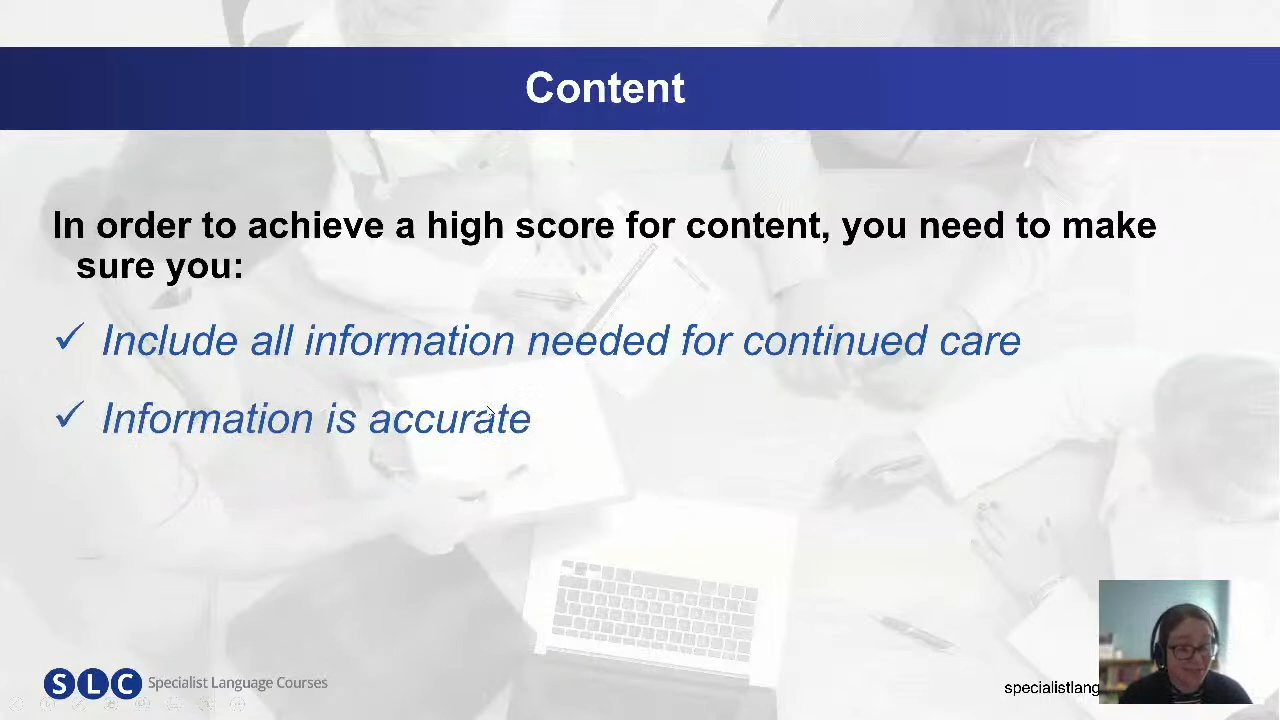 Content
In order to achieve a high score for content, you need to make
sure you:
✓ Include all information needed for continued care
✓ Information is accurate
SLC Specialist Language Courses
specialistlang